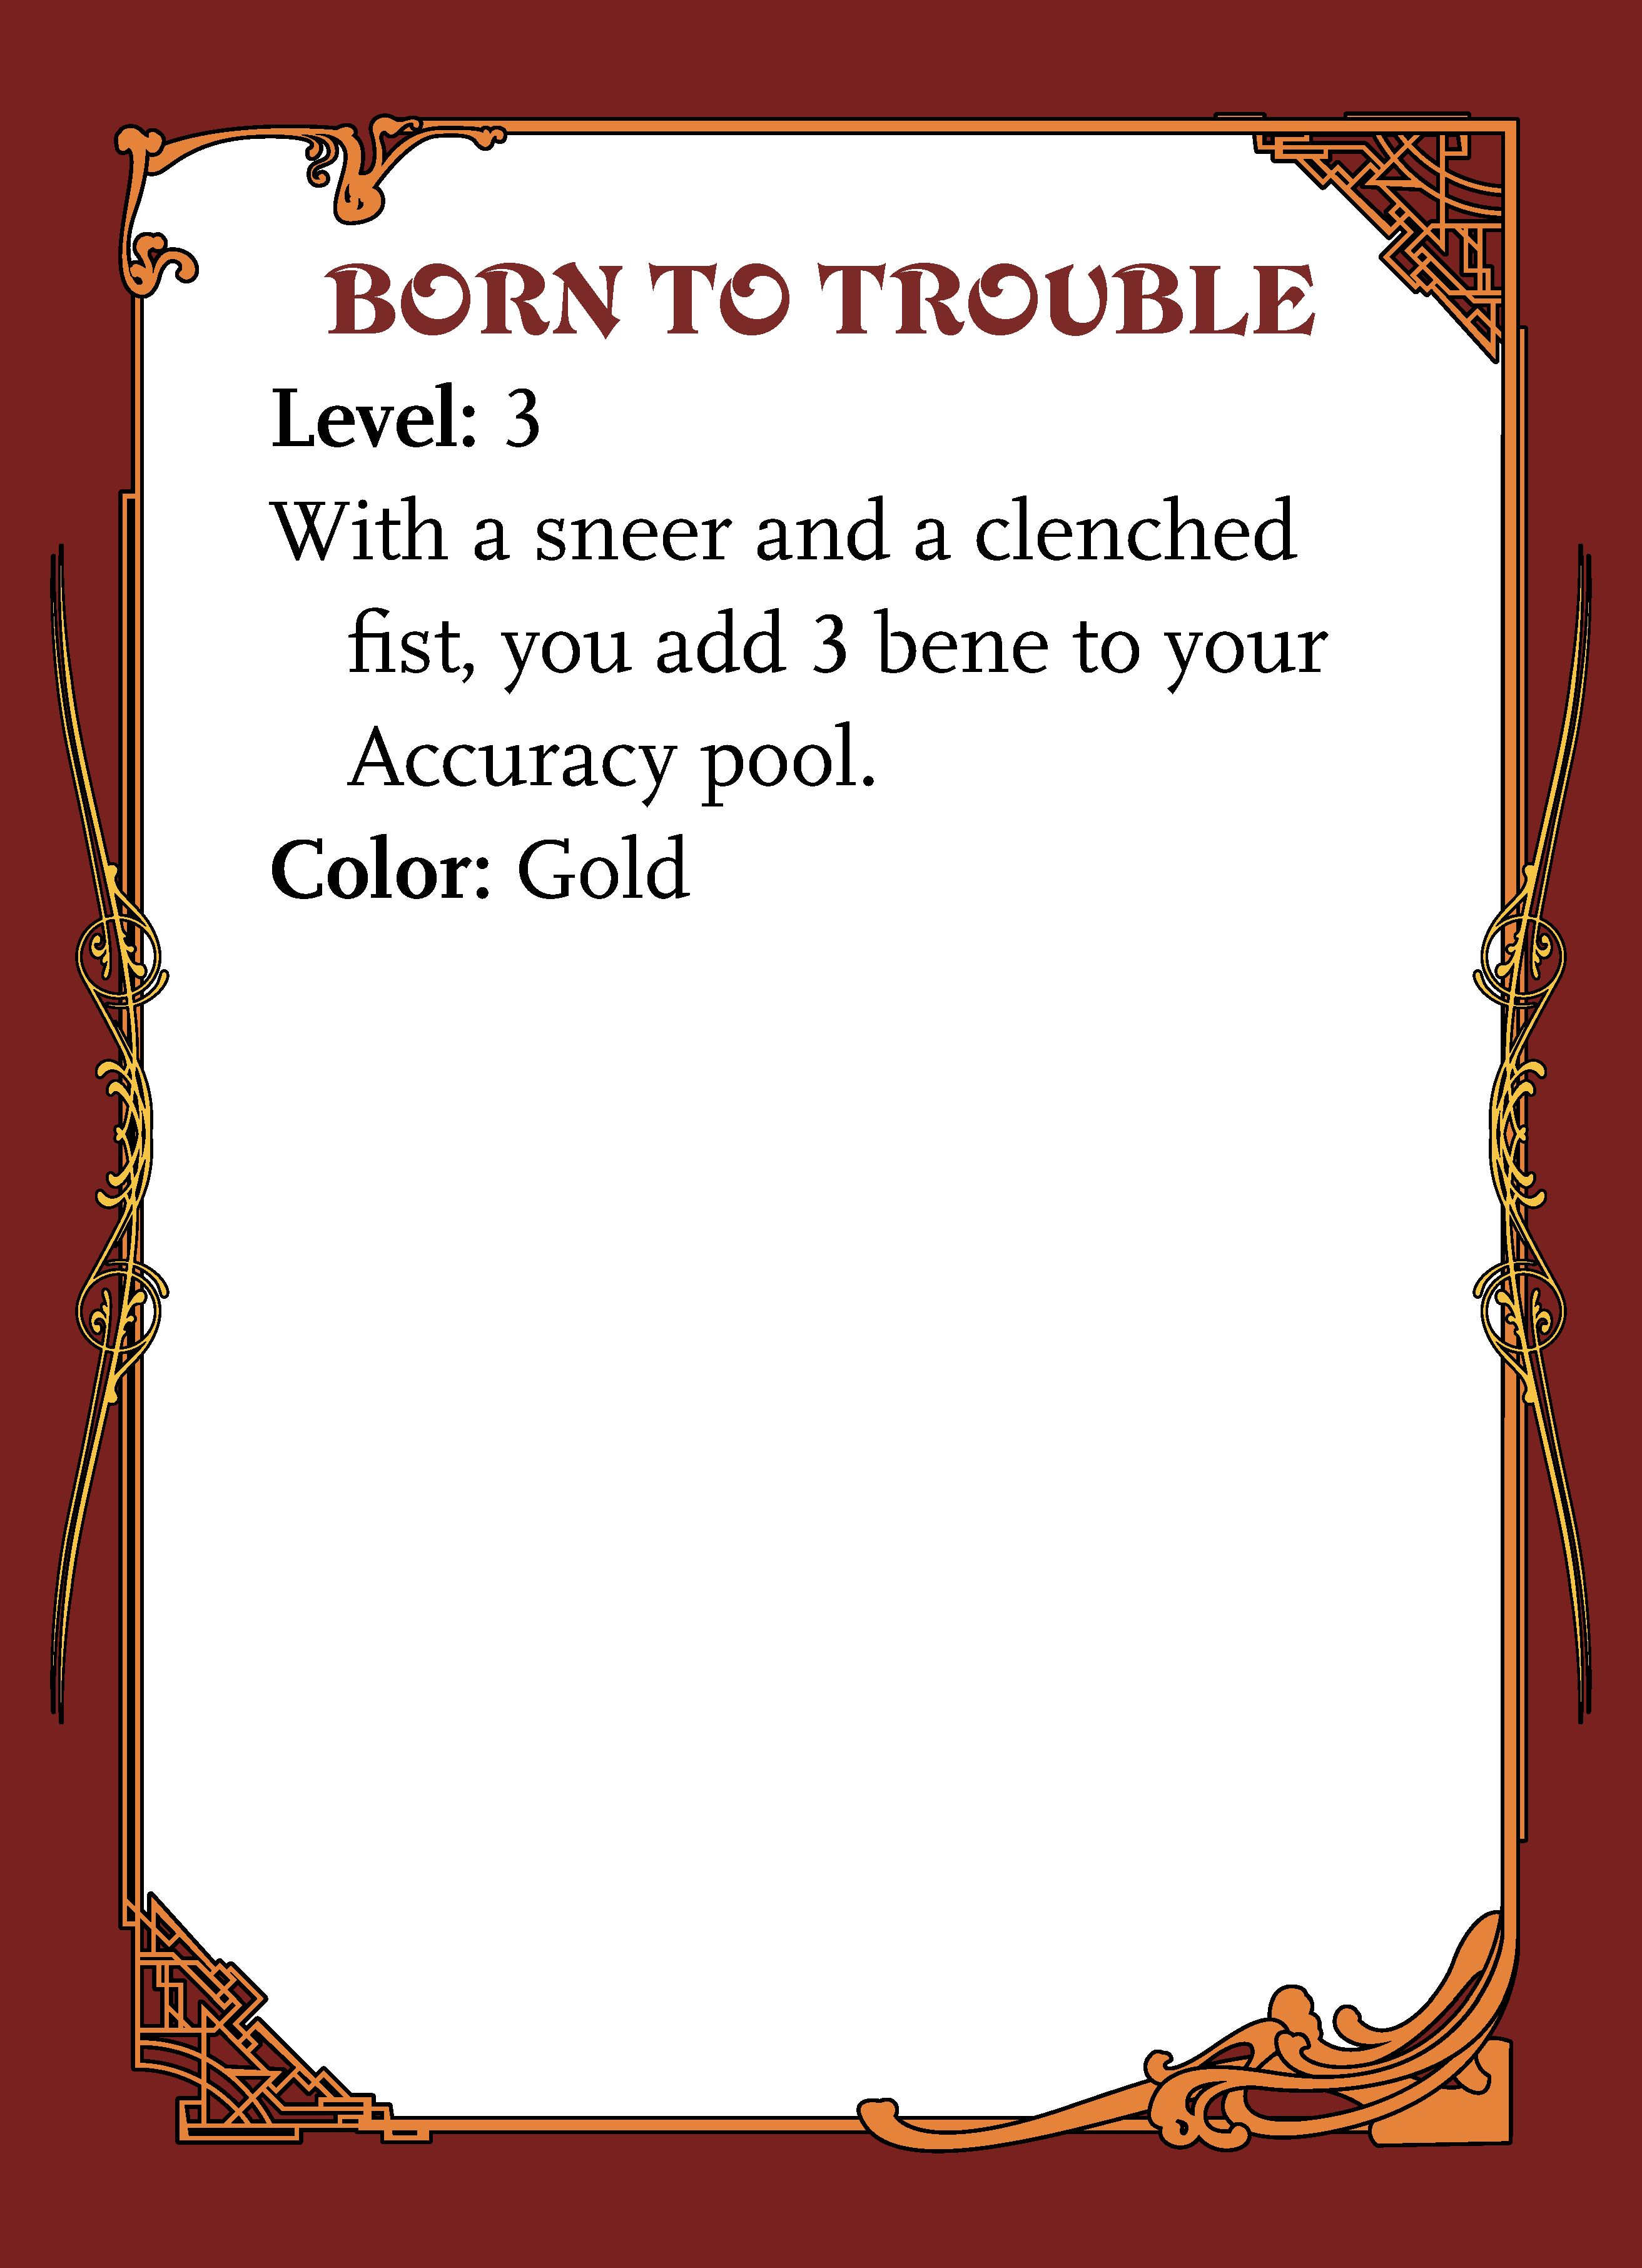 BORN TO TROUBLE
Level: 3
With a sneer and a clenched
fist, you add 3 bene to your
Accuracy pool.
Color: Gold